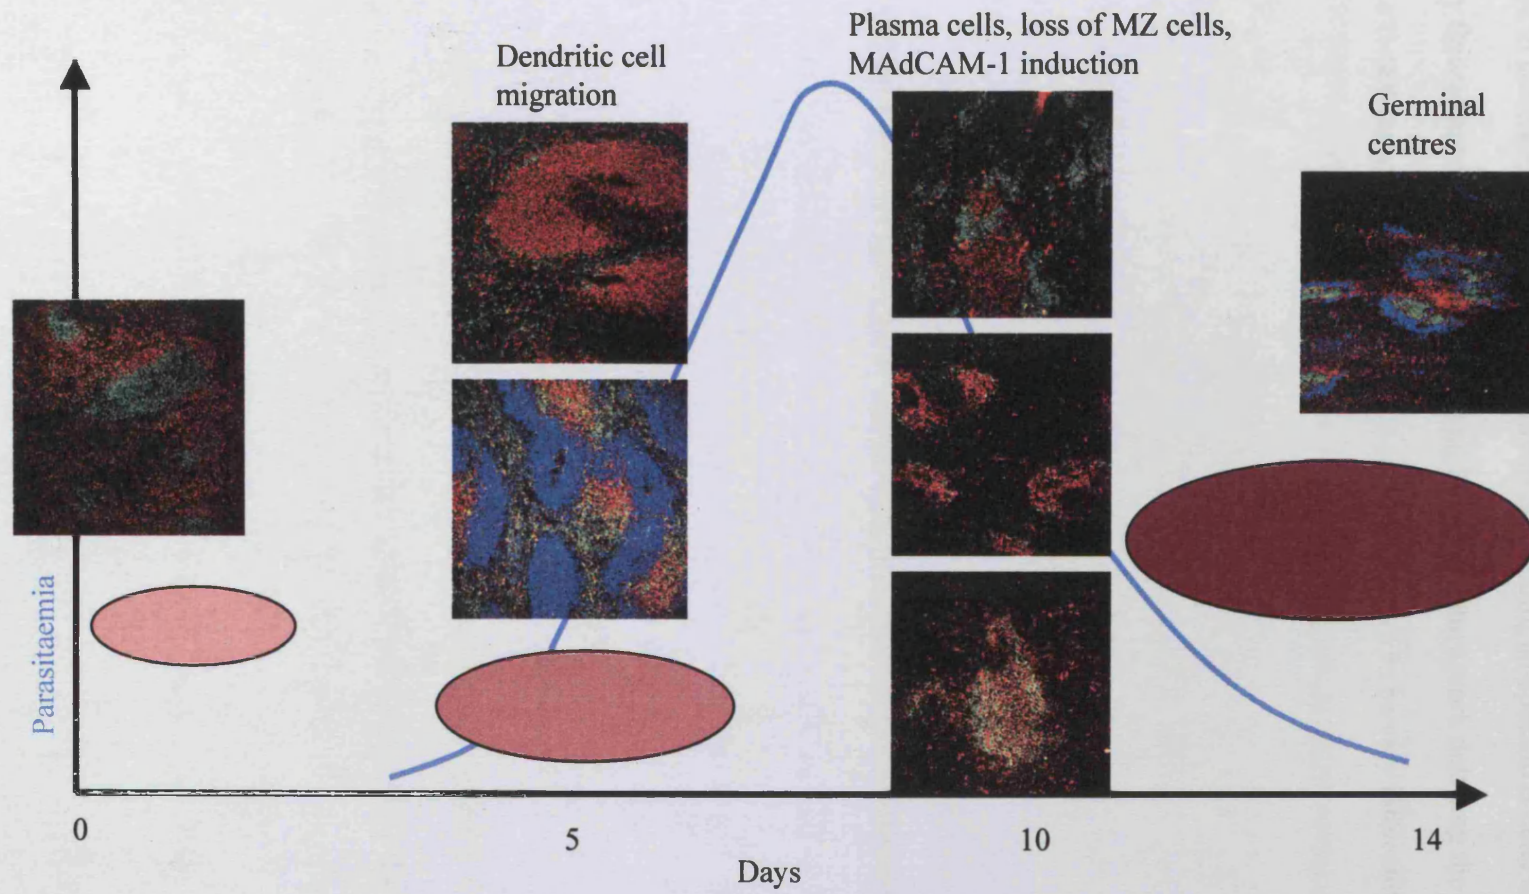 Plasma cells, loss of MZ cells,
MAdCAM-1 induction
Dendritic cell
migration
Germinal
centres
Parasitaemia
0
5
10
14
Days